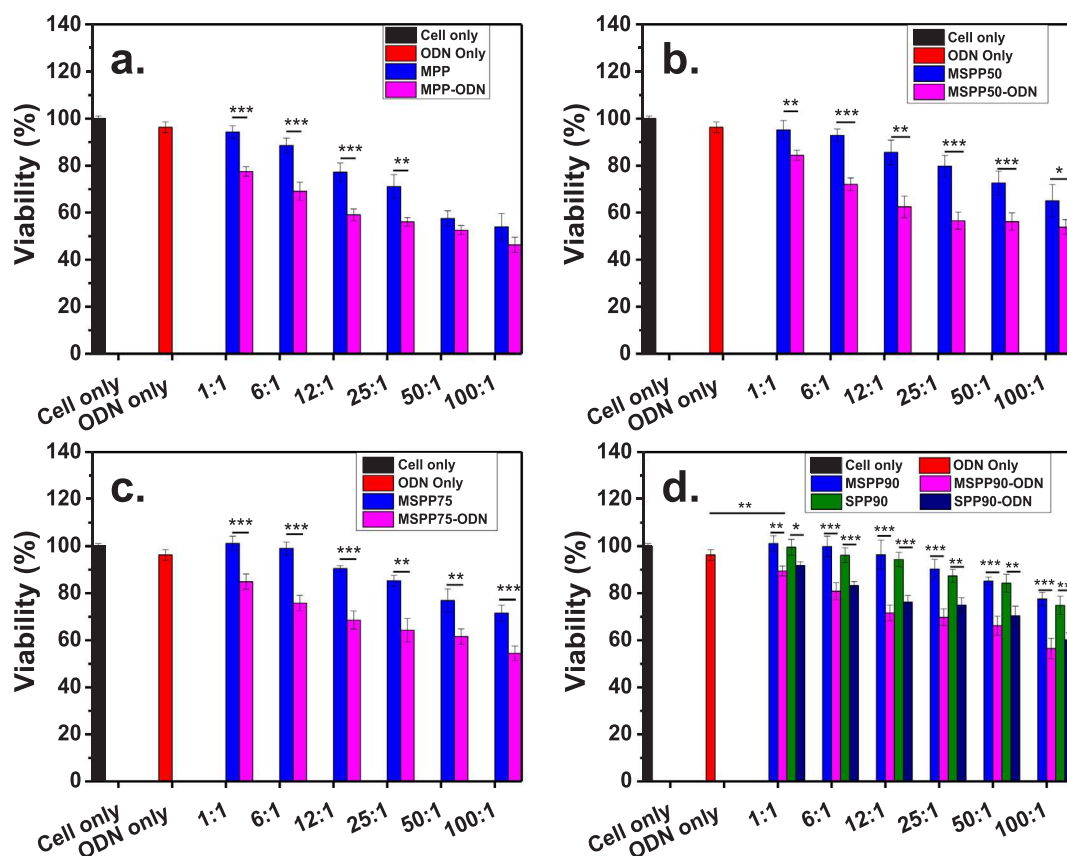 a.
Viability (%)
140
120
100
80
60
40
20
0
Cell only
ODN Only
MPP
MPP-ODN
***
***
***
**
Cell only
ODN only
1:1
6:1
12:1
25:1
50:1
100:1
b.
Viability (%)
140
120
100
80
60
40
20
0
Cell only
ODN Only
MSPP50
MSPP50-ODN
**
***
**
***
***
*
Cell only
ODN only
1:1
6:1
12:1
25:1
50:1
100:1
c.
Viability (%)
140
120
100
80
60
40
20
0
Cell only
ODN Only
MSPP75
MSPP75-ODN
***
***
***
**
**
***
Cell only
ODN only
1:1
6:1
12:1
25:1
50:1
100:1
d.
Viability (%)
140
120
100
80
60
40
20
0
Cell only ODN Only
MSPP90 MSPP90-ODN
SPP90 SPP90-ODN
**
** * *** *** *** *** *** ** *** ** *** **
Cell only
ODN only
1:1
6:1
12:1
25:1
50:1
100:1